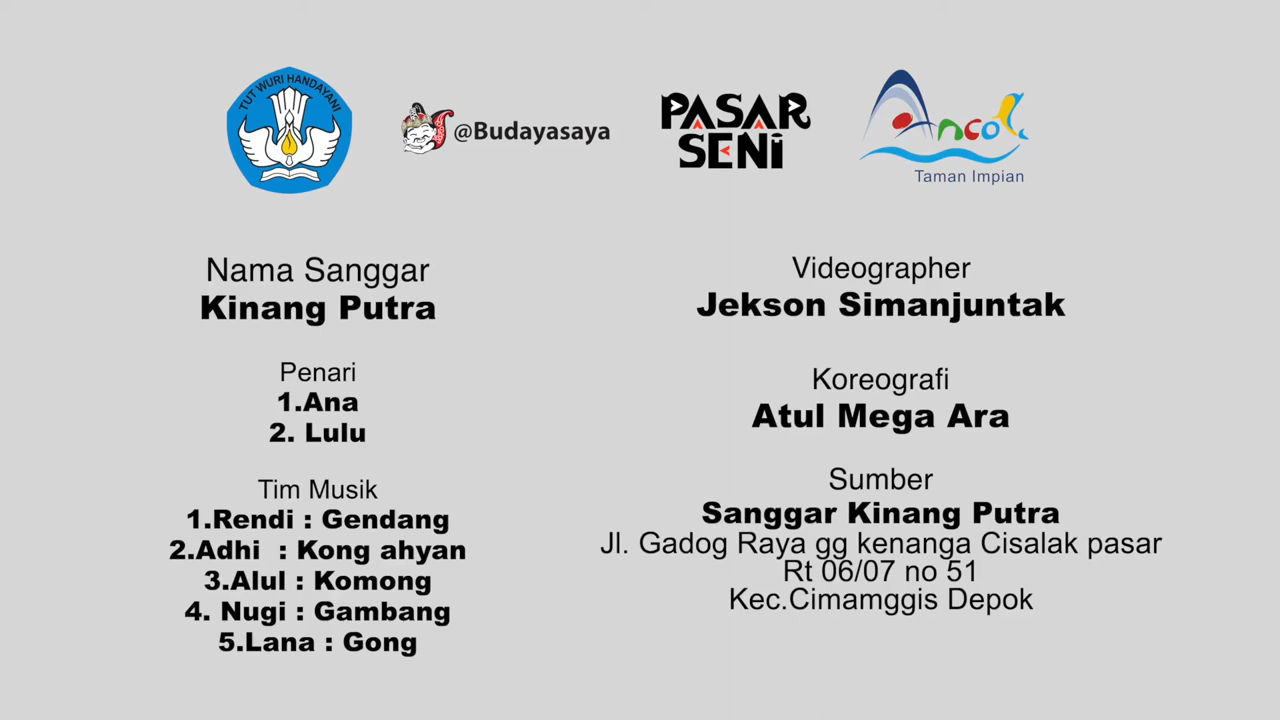 TUT WURI HANDAYANI
@Budayasaya
PASAR
SENI
Ancol
Taman Impian
Nama Sanggar
Kinang Putra
Penari
1.Ana
2. Lulu
Tim Musik
1.Rendi : Gendang
2.Adhi : Kong ahyan
3.Alul : Komong
4. Nugi : Gambang
5.Lana : Gong
Videographer
Jekson Simanjuntak
Koreografi
Atul Mega Ara
Sumber
Sanggar Kinang Putra
Jl. Gadog Raya gg kenanga Cisalak pasar
Rt 06/07 no 51
Kec.Cimamggis Depok